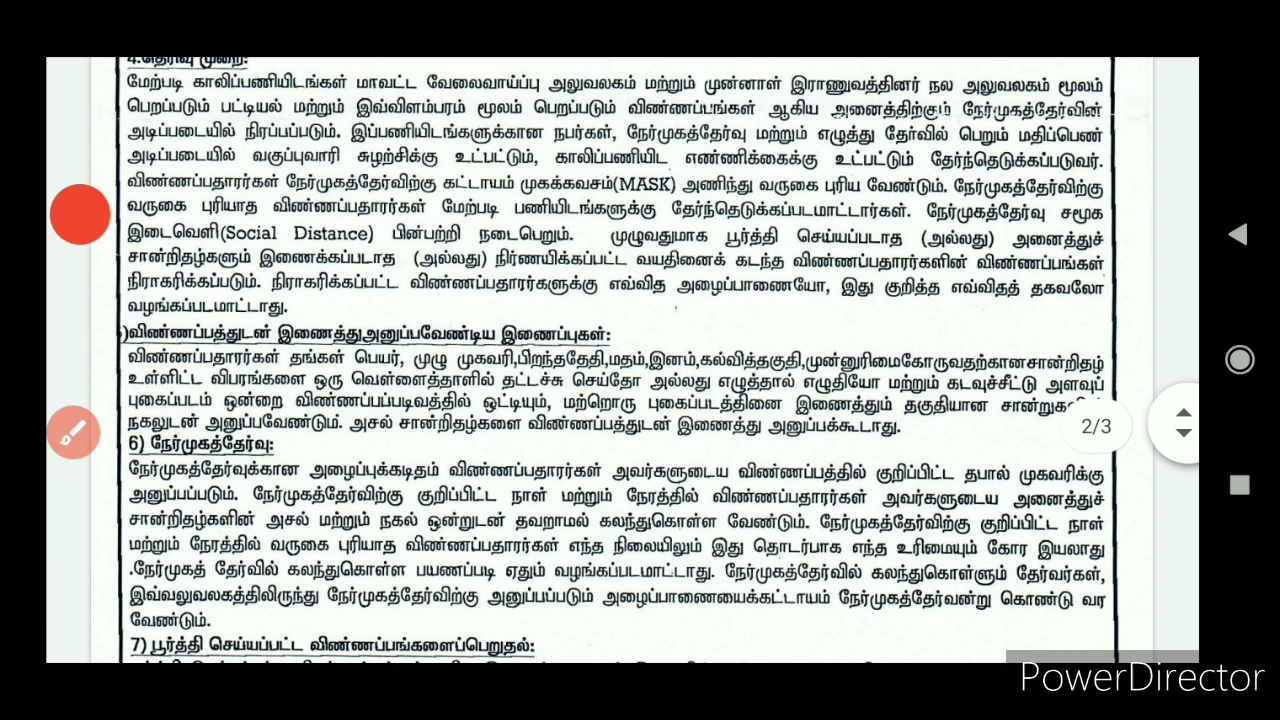 4.தெரிவு முறை:
மேற்படி காலிப்பணியிடங்கள் மாவட்ட வேலைவாய்ப்பு அலுவலகம் மற்றும் முன்னாள் இராணுவத்தினர் நல அலுவலகம் மூலம்
பெறப்படும் பட்டியல் மற்றும் இவ்விளம்பரம் மூலம் பெறப்படும் விண்ணப்பங்கள் ஆகிய அனைத்திற்கும் நேர்முகத்தேர்வின்
அடிப்படையில் நிரப்பப்படும். இப்பணியிடங்களுக்கான நபர்கள், நேர்முகத்தேர்வு மற்றும் எழுத்து தேர்வில் பெறும் மதிப்பெண்
அடிப்படையில் வகுப்புவாரி சுழற்சிக்கு உட்பட்டும், காலிப்பணியிட எண்ணிக்கைக்கு உட்பட்டும் தேர்ந்தெடுக்கப்படுவர்.
விண்ணப்பதாரர்கள் நேர்முகத்தேர்விற்கு கட்டாயம் முகக்கவசம்(MASK) அணிந்து வருகை புரிய வேண்டும். நேர்முகத்தேர்விற்கு
வருகை புரியாத விண்ணப்பதாரர்கள் மேற்படி பணியிடங்களுக்கு தேர்ந்தெடுக்கப்படமாட்டார்கள். நேர்முகத்தேர்வு சமூக
இடைவெளி(Social Distance) பின்பற்றி நடைபெறும். முழுவதுமாக பூர்த்தி செய்யப்படாத (அல்லது) அனைத்துச்
சான்றிதழ்களும் இணைக்கப்படாத (அல்லது) நிர்ணயிக்கப்பட்ட வயதினைக் கடந்த விண்ணப்பதாரர்களின் விண்ணப்பங்கள்
நிராகரிக்கப்படும். நிராகரிக்கப்பட்ட விண்ணப்பதாரர்களுக்கு எவ்வித அழைப்பாணையோ, இது குறித்த எவ்விதத் தகவலோ
வழங்கப்படமாட்டாது.
)விண்ணப்பத்துடன் இணைத்துஅனுப்பவேண்டிய இணைப்புகள்:
விண்ணப்பதாரர்கள் தங்கள் பெயர், முழு முகவரி,பிறந்ததேதி,மதம்,இனம்,கல்வித்தகுதி,முன்னுரிமைகோருவதற்கானசான்றிதழ்
உள்ளிட்ட விபரங்களை ஒரு வெள்ளைத்தாளில் தட்டச்சு செய்தோ அல்லது எழுத்தால் எழுதியோ மற்றும் கடவுச்சீட்டு அளவுப்
புகைப்படம் ஒன்றை விண்ணப்பப்படிவத்தில் ஒட்டியும், மற்றொரு புகைப்படத்தினை இணைத்தும் தகுதியான
நகலுடன் அனுப்பவேண்டும். அசல் சான்றிதழ்களை விண்ணப்பத்துடன் இணைத்து அனுப்பக்கூடாது.
6) நேர்முகத்தேர்வு:
நேர்முகத்தேர்வுக்கான அழைப்புக்கடிதம் விண்ணப்பதாரர்கள் அவர்களுடைய விண்ணப்பத்தில் குறிப்பிட்ட தபால் முகவரிக்கு
அனுப்பப்படும். நேர்முகத்தேர்விற்கு குறிப்பிட்ட நாள் மற்றும் நேரத்தில் விண்ணப்பதாரர்கள் அவர்களுடைய அனைத்துச்
சான்றிதழ்களின் அசல் மற்றும் நகல் ஒன்றுடன் தவறாமல் கலந்துகொள்ள வேண்டும். நேர்முகத்தேர்விற்கு குறிப்பிட்ட நாள்
மற்றும் நேரத்தில் வருகை புரியாத விண்ணப்பதாரர்கள் எந்த நிலையிலும் இது தொடர்பாக எந்த உரிமையும் கோர இயலாது
.நேர்முகத் தேர்வில் கலந்துகொள்ள பயணப்படி ஏதும் வழங்கப்படமாட்டாது. நேர்முகத்தேர்வில் கலந்துகொள்ளும் தேர்வர்கள்,
இவ்வலுவலகத்திலிருந்து நேர்முகத்தேர்விற்கு அனுப்பப்படும் அழைப்பாணையைக்கட்டாயம் நேர்முகத்தேர்வன்று கொண்டு வர
வேண்டும்.
7) பூர்த்தி செய்யப்பட்ட விண்ணப்பங்களைப்பெறுதல்:
2/3
PowerDirector